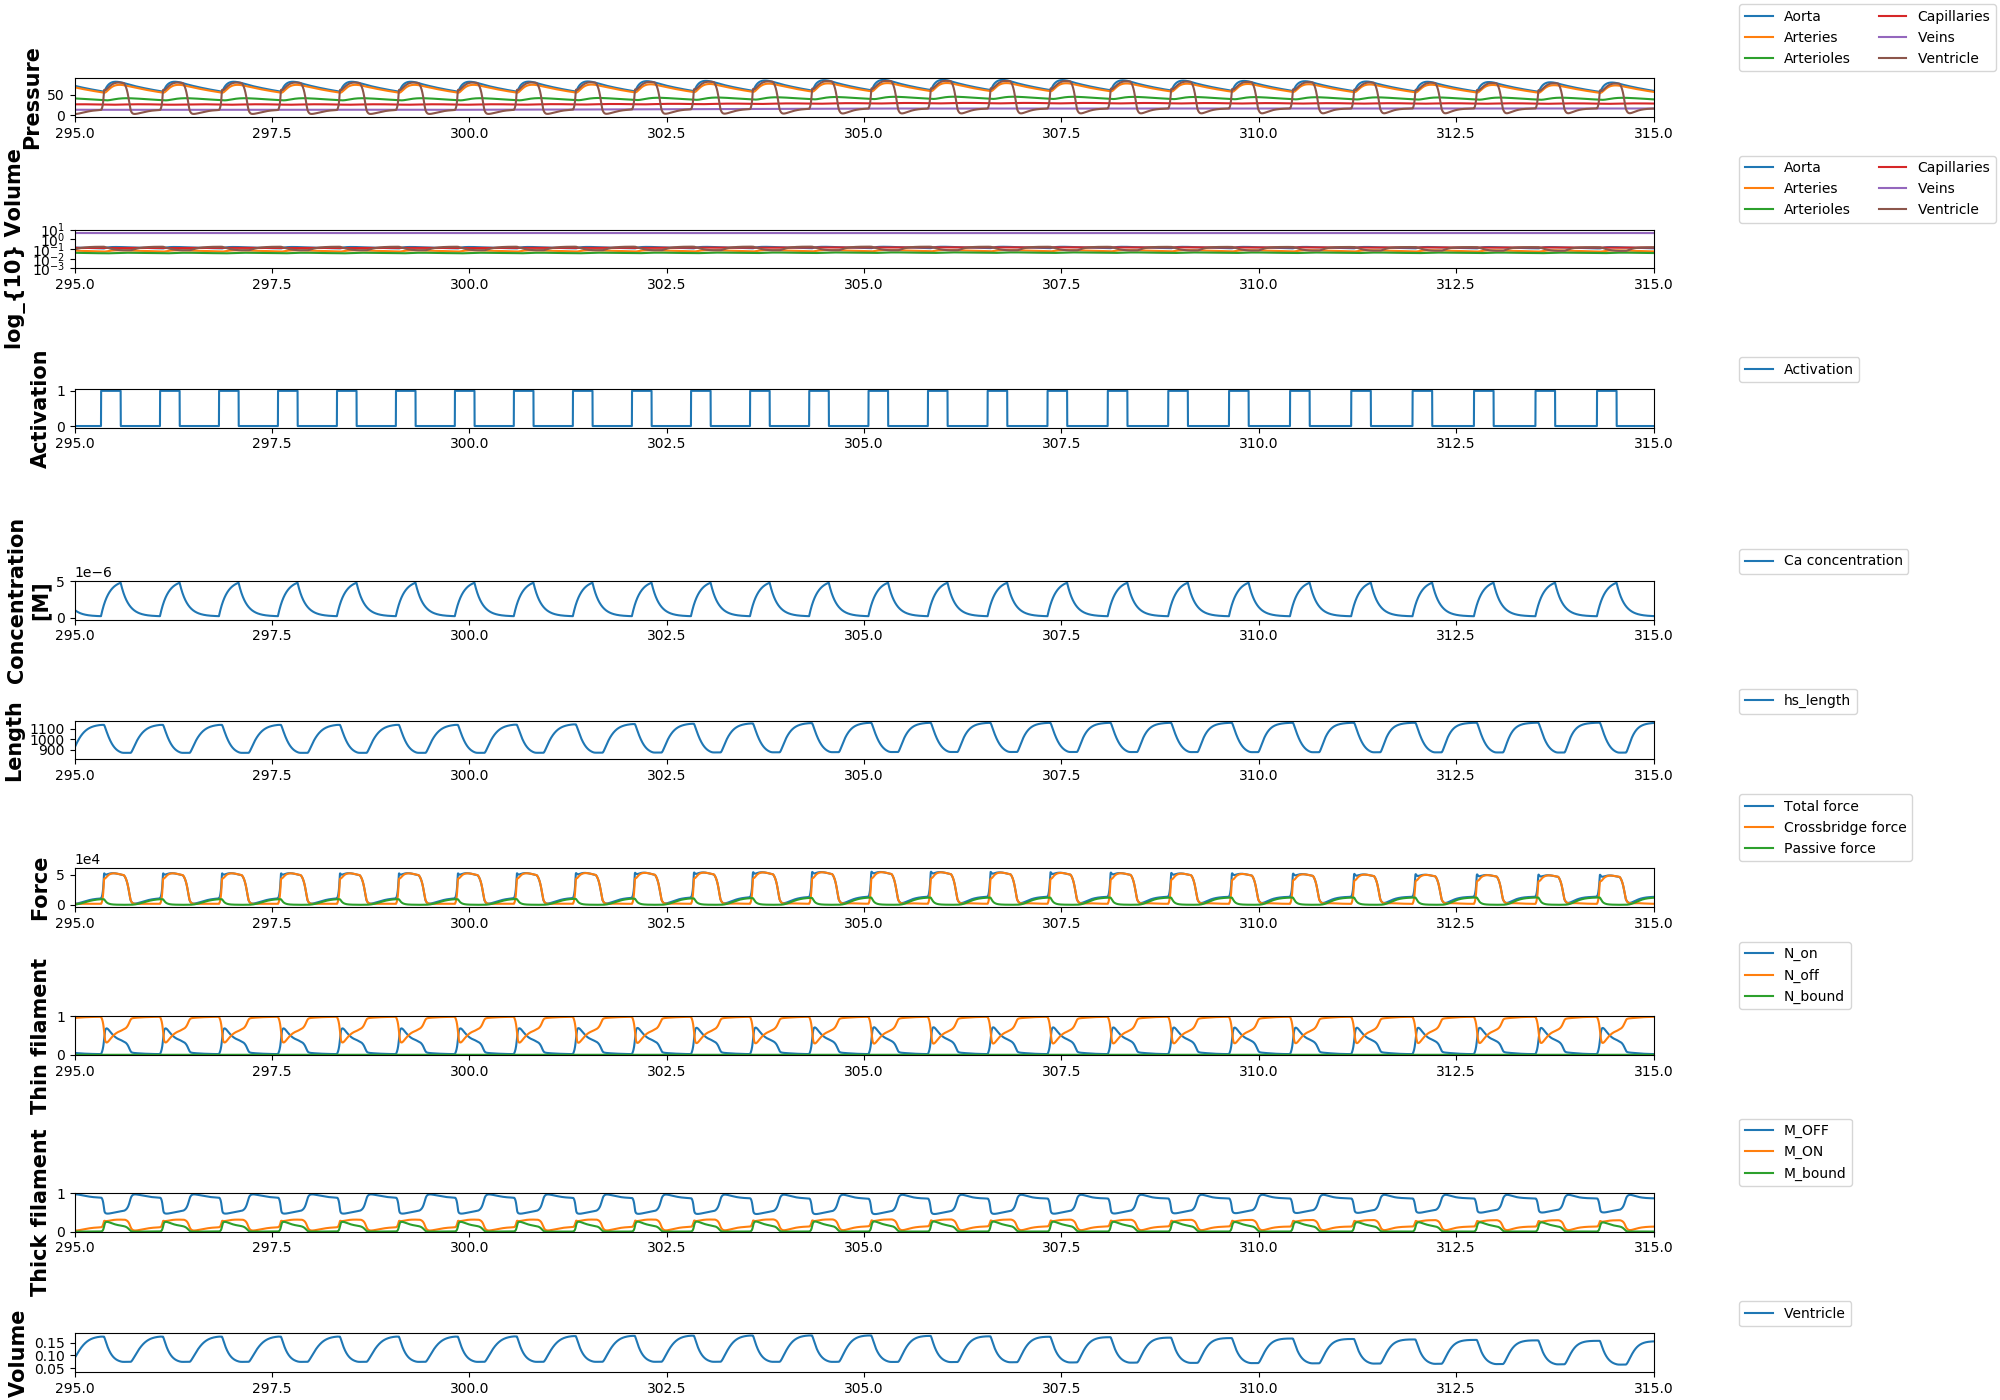 Aorta Capillaries
Arteries Veins
Arterioles Ventricle
Pressure
50
0
295.0 297.5 300.0 302.5 305.0 307.5 310.0 312.5 315.0
Aorta Capillaries
Arteries Veins
Arterioles Ventricle
log_{10} Volume
10^1
10^0
10^-1
10^-2
10^-3
295.0 297.5 300.0 302.5 305.0 307.5 310.0 312.5 315.0
Activation
Activation
1
0
295.0 297.5 300.0 302.5 305.0 307.5 310.0 312.5 315.0
Ca concentration
Concentration
[M]
1e−6
5
0
295.0 297.5 300.0 302.5 305.0 307.5 310.0 312.5 315.0
hs_length
Length
1100
1000
900
295.0 297.5 300.0 302.5 305.0 307.5 310.0 312.5 315.0
Total force
Crossbridge force
Passive force
Force
1e4
5
0
295.0 297.5 300.0 302.5 305.0 307.5 310.0 312.5 315.0
N_on
N_off
N_bound
Thin filament
1
0
295.0 297.5 300.0 302.5 305.0 307.5 310.0 312.5 315.0
M_OFF
M_ON
M_bound
Thick filament
1
0
295.0 297.5 300.0 302.5 305.0 307.5 310.0 312.5 315.0
Ventricle
Volume
0.15
0.10
0.05
295.0 297.5 300.0 302.5 305.0 307.5 310.0 312.5 315.0